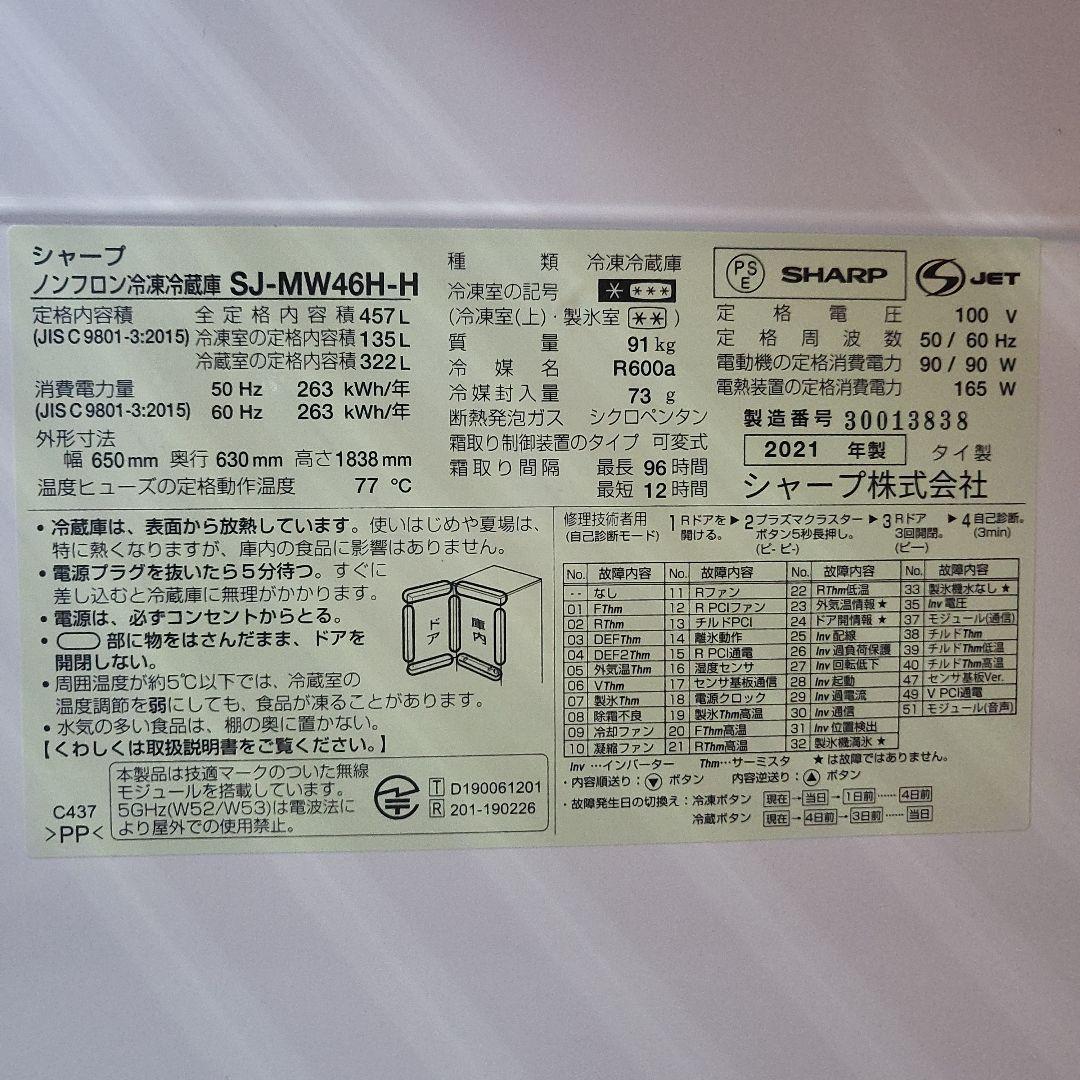 シャープ
ノンフロン冷凍冷蔵庫 SJ-MW46H-H
定格内容積 全定格内容積 457L
(JIS C 9801-3:2015) 冷凍室の定格内容積 135L
冷蔵室の定格内容積 322L
消費電力量 50 Hz 263 kWh/年
(JIS C 9801-3:2015) 60 Hz 263 kWh/年
外形寸法
幅 650mm 奥行 630mm 高さ1838mm
温度ヒューズの定格動作温度 77 ℃
種類 冷凍冷蔵庫
冷凍室の記号 * ***
(冷凍室(上)・製氷室 ** )
質量 91kg
冷媒名 R600a
冷媒封入量 73 g
断熱発泡ガス シクロペンタン
霜取り制御装置のタイプ 可変式
霜取り間隔 最長 96時間
最短 12時間
PSE SHARP S JET
定格電圧 100 V
定格周波数 50 / 60 Hz
電動機の定格消費電力 90 / 90 W
電熱装置の定格消費電力 165 W
製造番号 30013838
2021 年製 タイ製
シャープ株式会社
• 冷蔵庫は、表面から放熱しています。使いはじめや夏場は、
特に熱くなりますが、庫内の食品に影響はありません。
• 電源プラグを抜いたら5分待つ。すぐに
差し込むと冷蔵庫に無理がかかります。
• 電源は、必ずコンセントからとる。
• 部に物をはさんだまま、ドアを
開閉しない。
ドア
庫内
• 周囲温度が約5℃以下では、冷蔵室の
温度調節を弱にしても、食品が凍ることがあります。
• 水気の多い食品は、棚の奥に置かない。
【くわしくは取扱説明書をご覧ください。】
C437
>PP<
本製品は技適マークのついた無線
モジュールを搭載しています。
5GHz(W52/W53)は電波法に
より屋外での使用禁止。
T D190061201
R 201-190226
修理技術者用 1 Rドアを ▶ 2 プラズマクラスター ▶ 3 Rドア ▶ 4 自己診断。
(自己診断モード) 開ける。 ボタン5秒長押し。 3回開閉。 (3min)
(ピ- ピ-) (ピー)
No. 故障内容 No. 故障内容 No. 故障内容 No. 故障内容
-- なし 11 Rファン 22 RThm低温 33 製氷機水なし ★
01 FThm 12 R PCIファン 23 外気温情報 ★ 35 Inv 電圧
02 RThm 13 チルドPCI 24 ドア開情報 ★ 37 モジュール(通信)
03 DEFThm 14 離氷動作 25 Inv 配線 38 チルドThm
04 DEF2Thm 15 R PCI通電 26 Inv 過負荷保護 39 チルドThm低温
05 外気温Thm 16 湿度センサ 27 Inv 回転低下 40 チルドThm高温
06 VThm 17 センサ基板通信 28 Inv 起動 47 センサ基板Ver.
07 製氷Thm 18 電源クロック 29 Inv 過電流 49 V PCI通電
08 除霜不良 19 製氷Thm高温 30 Inv 通信 51 モジュール(音声)
09 冷却ファン 20 FThm高温 31 Inv 位置検出
10 凝縮ファン 21 RThm高温 32 製氷機満氷 ★
Inv …インバーター Thm…サーミスタ ★は故障ではありません。
・内容順送り：▽ ボタン 内容逆送り：△ ボタン
・故障発生日の切換え：冷凍ボタン 現在→当日→1日前……4日前
冷蔵ボタン 現在→4日前→3日前……当日